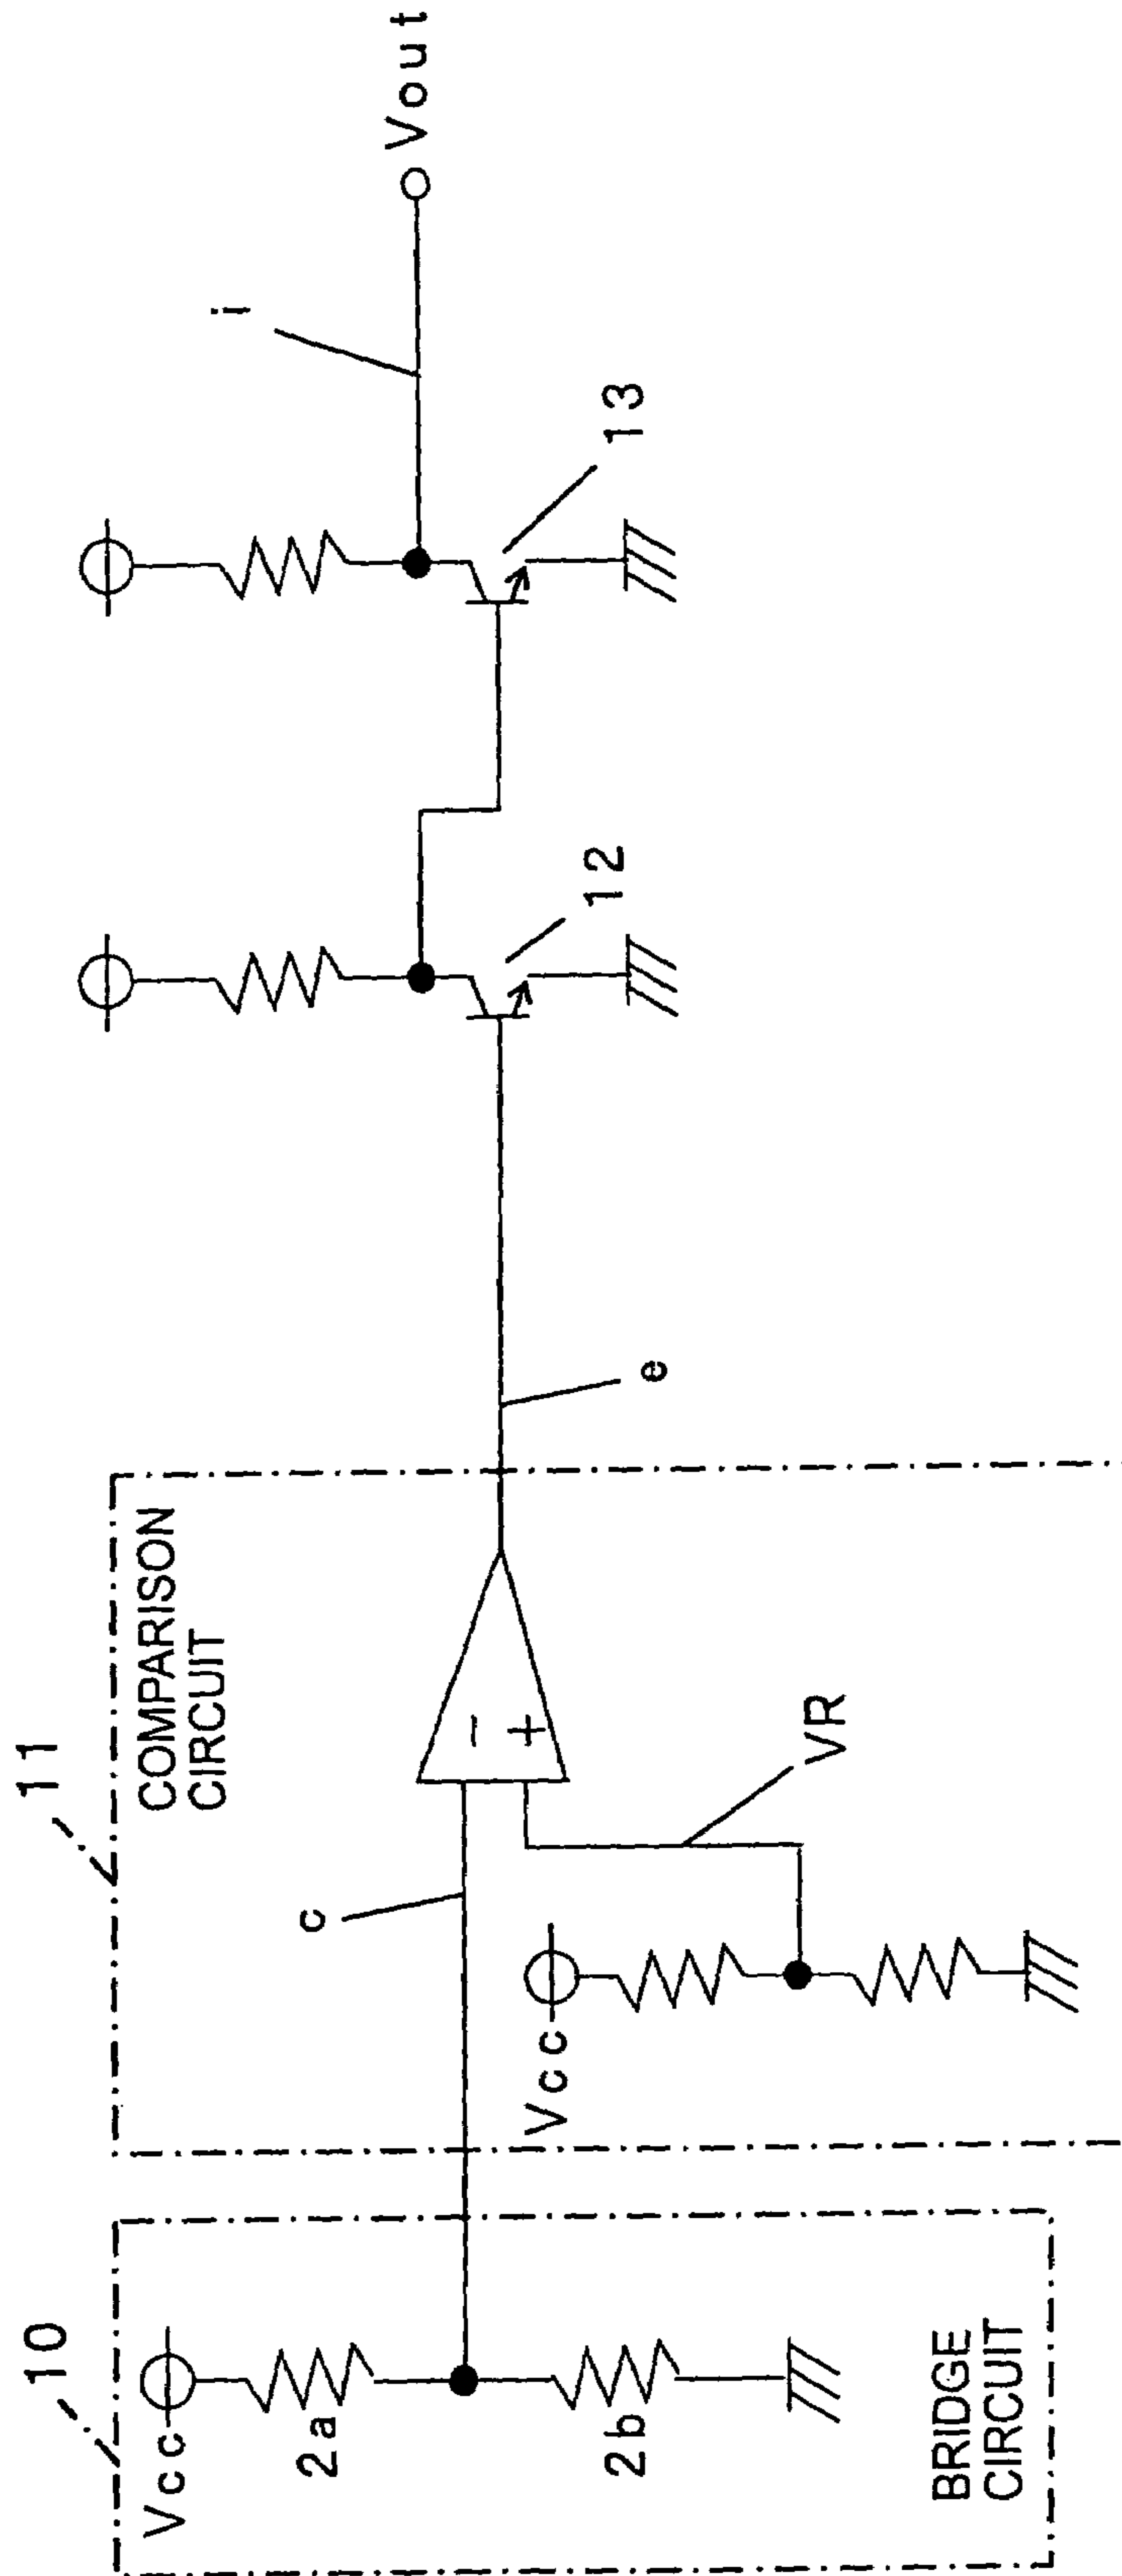 10
Vcc
2a
2b
BRIDGE
CIRCUIT
11
COMPARISON
CIRCUIT
c
Vcc
VR
−
+
e
12
13
i
Vout